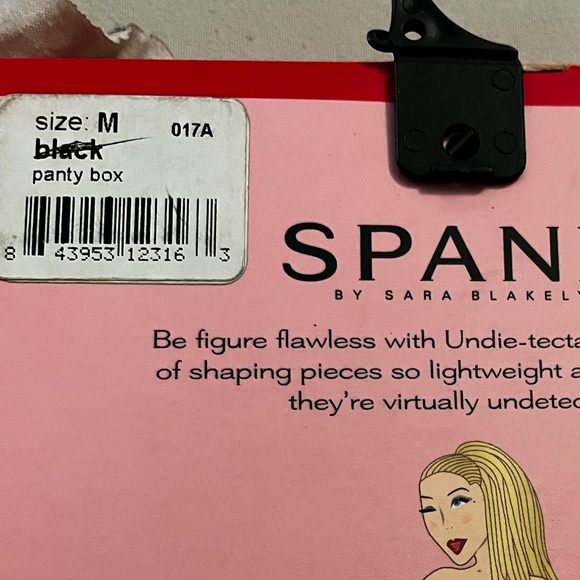 size: M
017A
black
panty box
8 43953 12316 3
SPAN
BY SARA BLAKELY
Be figure flawless with Undie-tecta
of shaping pieces so lightweight a
they're virtually undetec